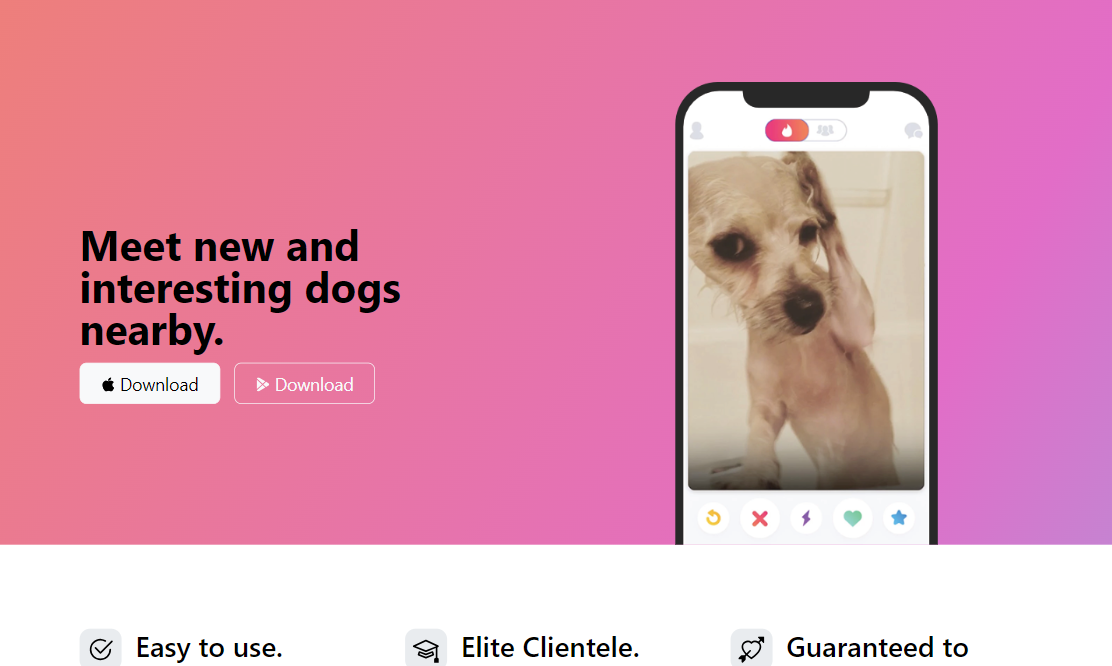 Meet new and
interesting dogs
nearby.
Download
Download
Easy to use.
Elite Clientele.
Guaranteed to